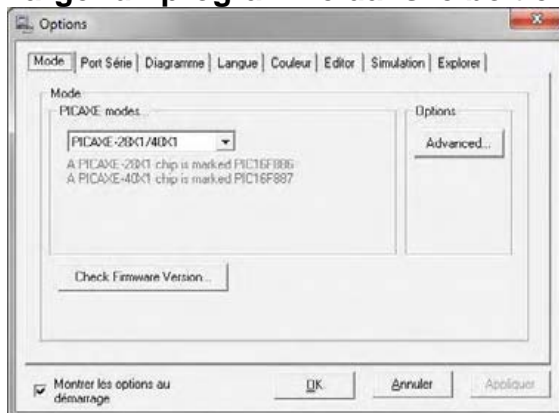 Options
Mode Port Série Diagramme Langue Couleur Editor Simulation Explorer
Mode
PICAXE modes...
Options
PICAXE-28X1/40X1
Advanced...
A PICAXE-28X1 chip is marked PIC16F886
A PICAXE-40X1 chip is marked PIC16F887
Check Firmware Version...
Montrer les options au
démarrage
OK
Annuler
Appliquer